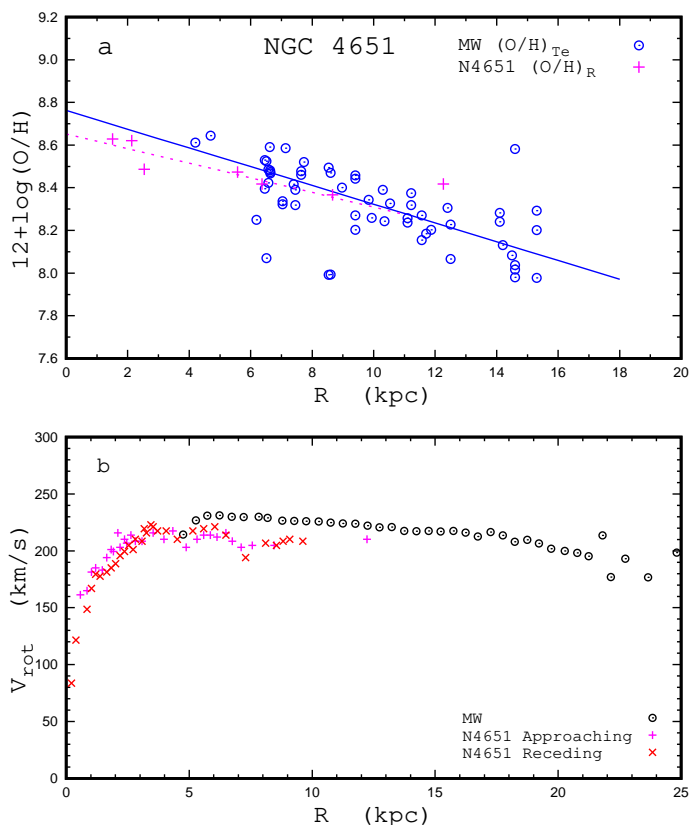 a
NGC 4651
MW (O/H)Te
N4651 (O/H)R
12+log(O/H)
9.2
9.0
8.8
8.6
8.4
8.2
8.0
7.8
7.6
0 2 4 6 8 10 12 14 16 18 20
R (kpc)
b
Vrot (km/s)
300
250
200
150
100
50
0
MW
N4651 Approaching
N4651 Receding
0 5 10 15 20 25
R (kpc)